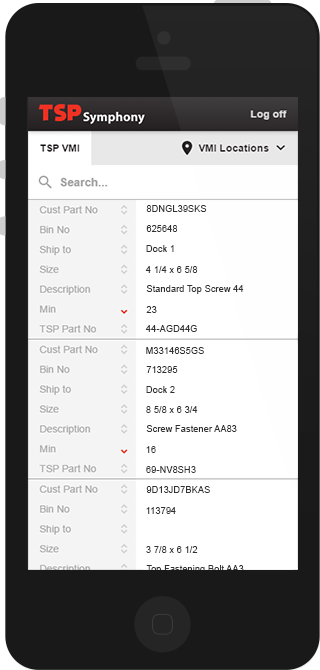 TSP Symphony Log off
TSP VMI VMI Locations
Search...
Cust Part No 8DNGL39SKS
Bin No 625648
Ship to Dock 1
Size 4 1/4 x 6 5/8
Description Standard Top Screw 44
Min 23
TSP Part No 44-AGD44G
Cust Part No M33146S5GS
Bin No 713295
Ship to Dock 2
Size 8 5/8 x 6 3/4
Description Screw Fastener AA83
Min 16
TSP Part No 69-NV8SH3
Cust Part No 9D13JD7BKAS
Bin No 113794
Ship to
Size 3 7/8 x 6 1/2
Description Top Fastening Bolt AA3